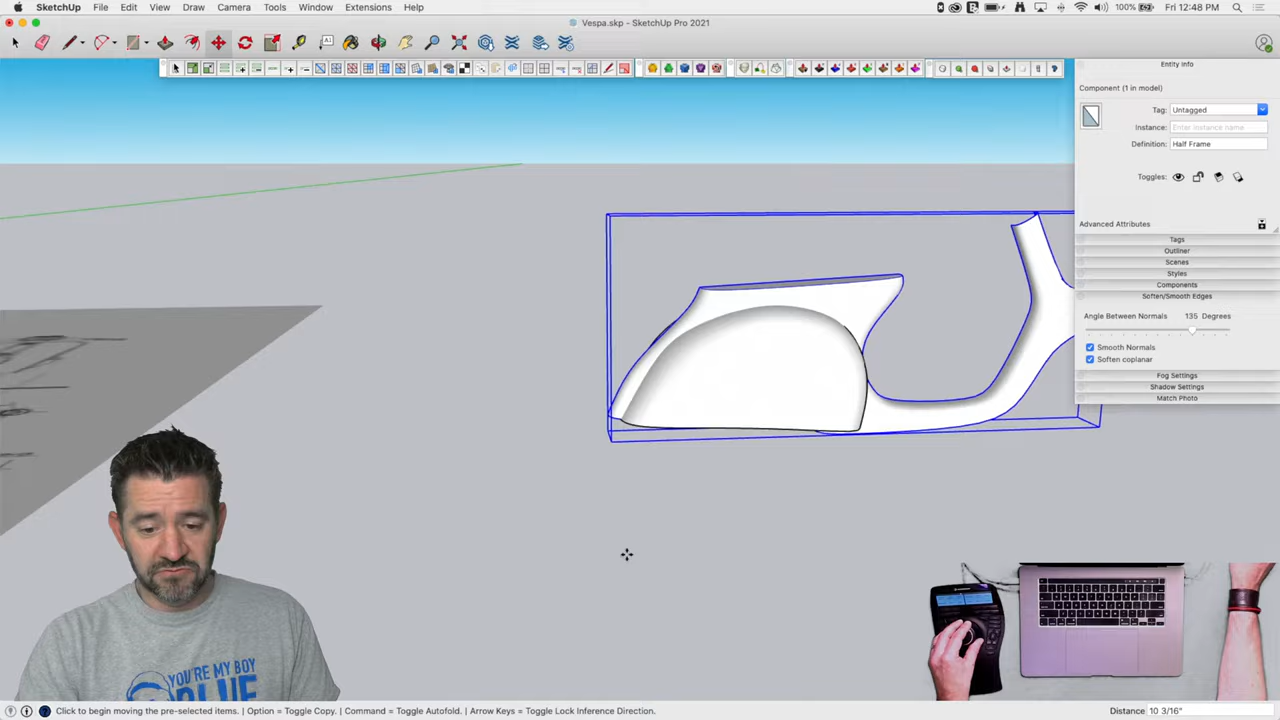 SketchUp File Edit View Draw Camera Tools Window Extensions Help
100% Fri 12:48 PM
Vespa.skp - SketchUp Pro 2021
Entity Info
Component (1 in model)
Tag: Untagged
Instance: Enter instance name
Definition: Half Frame
Toggles:
Advanced Attributes
Tags
Outliner
Scenes
Styles
Components
Soften/Smooth Edges
Angle Between Normals 135 Degrees
Smooth Normals
Soften coplanar
Fog Settings
Shadow Settings
Match Photo
YOU'RE MY BOY
BLUE
Click to begin moving the pre-selected items. | Option = Toggle Copy. | Command = Toggle Autofold. | Arrow Keys = Toggle Lock Inference Direction.
Distance 10 3/16"